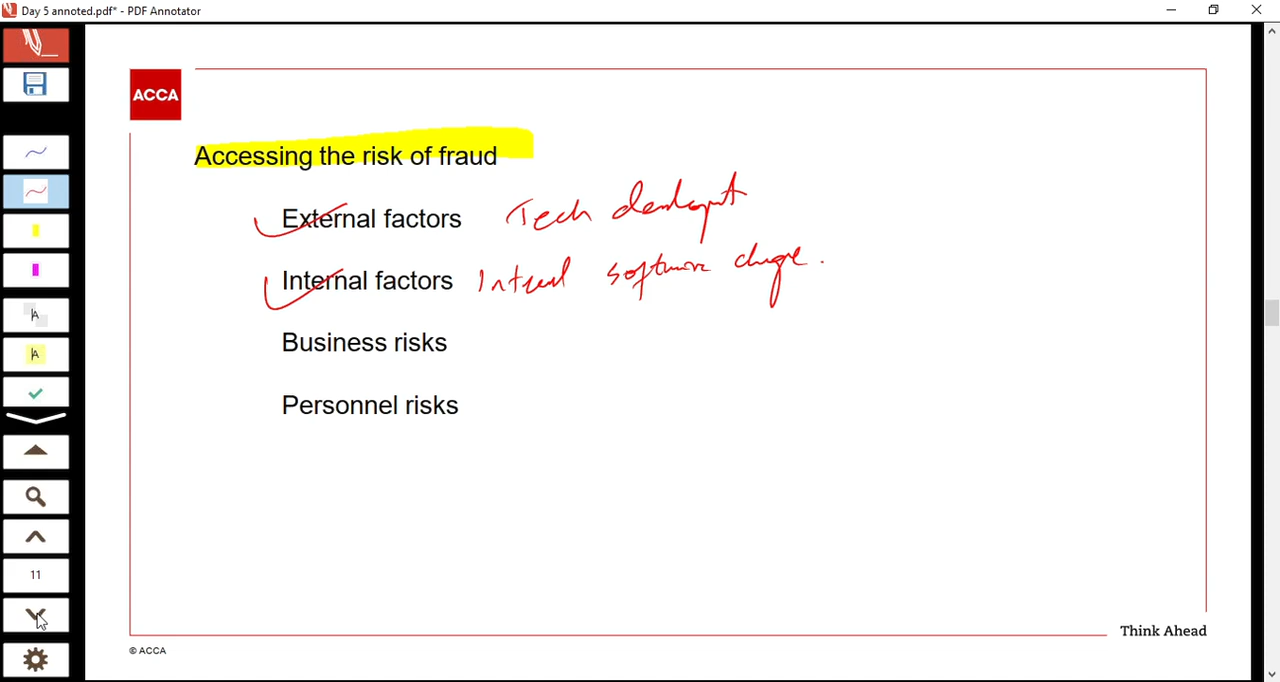 Day 5 annoted.pdf* - PDF Annotator
ACCA
Accessing the risk of fraud
External factors Tech
Internal factors Internal software change.
Business risks
Personnel risks
11
Think Ahead
© ACCA